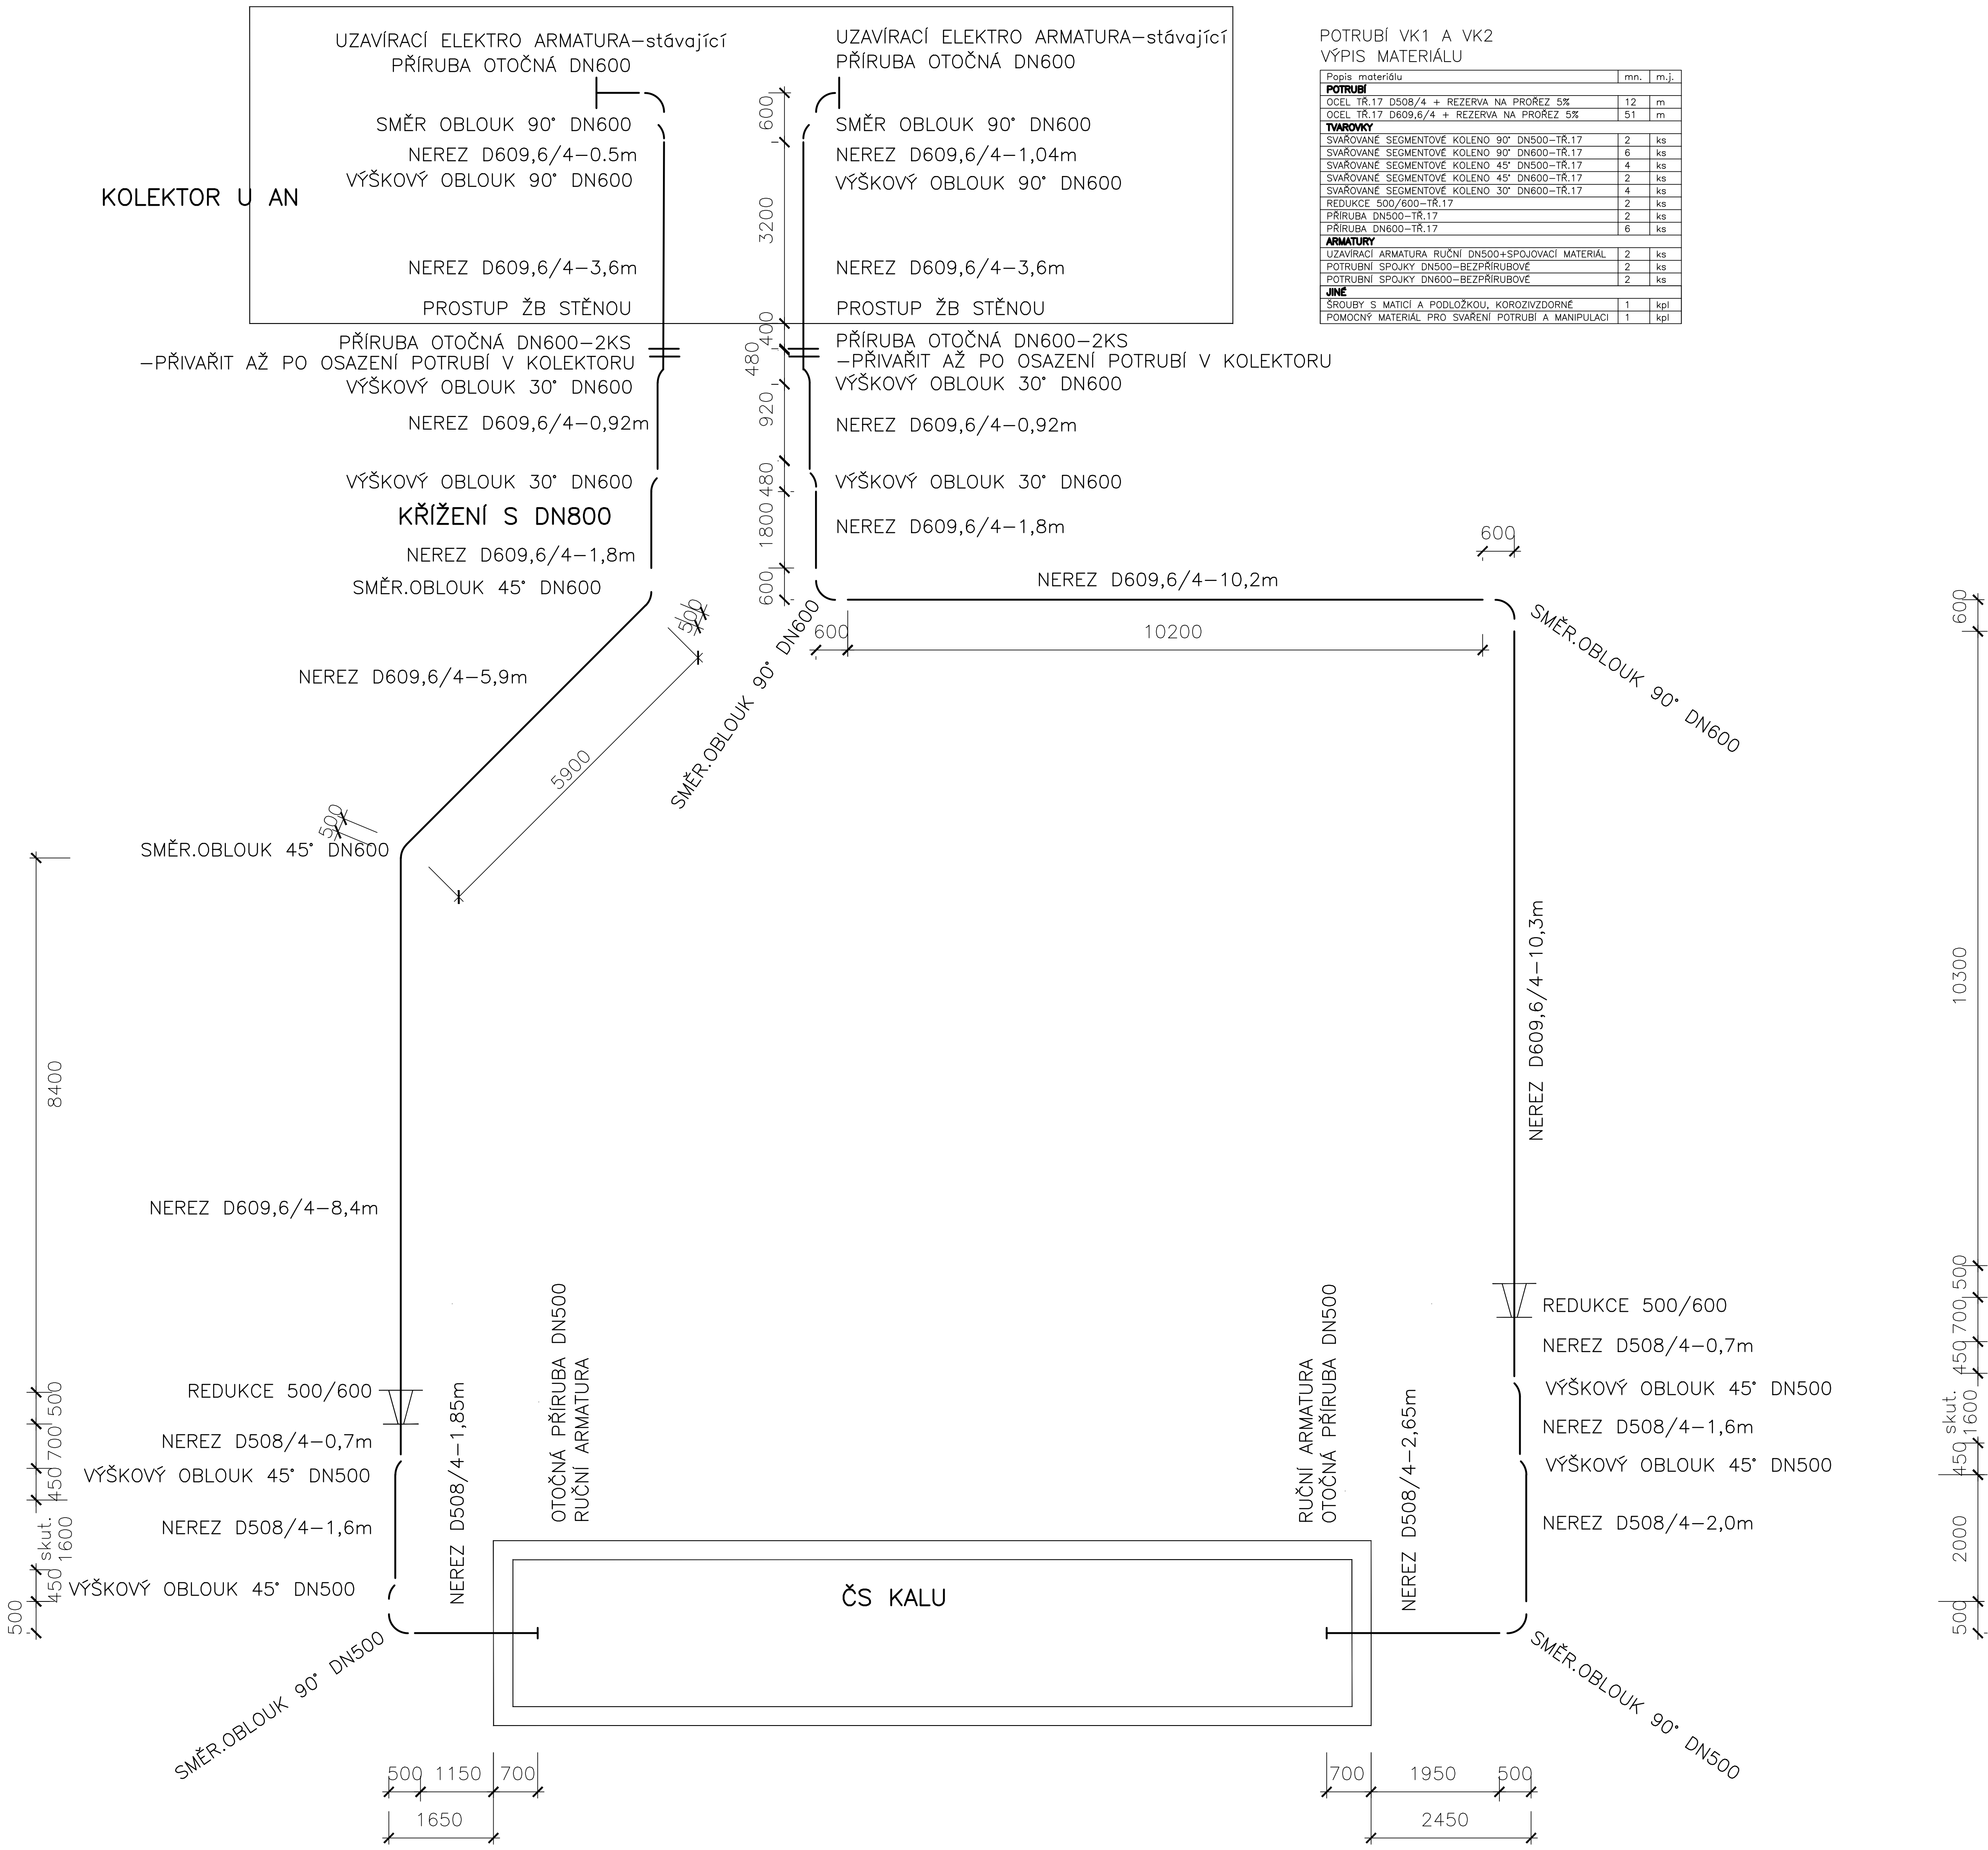 UZAVÍRACÍ ELEKTRO ARMATURA-stávající
PŘÍRUBA OTOČNÁ DN600
SMĚR OBLOUK 90° DN600
NEREZ D609,6/4-0.5m
VÝŠKOVÝ OBLOUK 90° DN600
KOLEKTOR U AN
NEREZ D609,6/4-3,6m
PROSTUP ŽB STĚNOU
PŘÍRUBA OTOČNÁ DN600-2KS
-PŘIVAŘIT AŽ PO OSAZENÍ POTRUBÍ V KOLEKTORU
VÝŠKOVÝ OBLOUK 30° DN600
NEREZ D609,6/4-0,92m
VÝŠKOVÝ OBLOUK 30° DN600
KŘÍŽENÍ S DN800
NEREZ D609,6/4-1,8m
SMĚR.OBLOUK 45° DN600
NEREZ D609,6/4-5,9m
SMĚR.OBLOUK 45° DN600
NEREZ D609,6/4-8,4m
REDUKCE 500/600
NEREZ D508/4-0,7m
VÝŠKOVÝ OBLOUK 45° DN500
NEREZ D508/4-1,6m
VÝŠKOVÝ OBLOUK 45° DN500
SMĚR.OBLOUK 90° DN500
NEREZ D508/4-1,85m
OTOČNÁ PŘÍRUBA DN500
RUČNÍ ARMATURA
8400
500
700
450
skut.
1600
450
500
500
5900
500
600
3200
400
480
920
480
1800
600
UZAVÍRACÍ ELEKTRO ARMATURA-stávající
PŘÍRUBA OTOČNÁ DN600
SMĚR OBLOUK 90° DN600
NEREZ D609,6/4-1,04m
VÝŠKOVÝ OBLOUK 90° DN600
NEREZ D609,6/4-3,6m
PROSTUP ŽB STĚNOU
PŘÍRUBA OTOČNÁ DN600-2KS
-PŘIVAŘIT AŽ PO OSAZENÍ POTRUBÍ V KOLEKTORU
VÝŠKOVÝ OBLOUK 30° DN600
NEREZ D609,6/4-0,92m
VÝŠKOVÝ OBLOUK 30° DN600
NEREZ D609,6/4-1,8m
SMĚR.OBLOUK 90° DN600
NEREZ D609,6/4-10,2m
600
10200
600
SMĚR.OBLOUK 90° DN600
NEREZ D609,6/4-10,3m
REDUKCE 500/600
NEREZ D508/4-0,7m
VÝŠKOVÝ OBLOUK 45° DN500
NEREZ D508/4-1,6m
VÝŠKOVÝ OBLOUK 45° DN500
NEREZ D508/4-2,0m
SMĚR.OBLOUK 90° DN500
NEREZ D508/4-2,65m
RUČNÍ ARMATURA
OTOČNÁ PŘÍRUBA DN500
600
10300
500
700
450
skut.
1600
450
2000
500
ČS KALU
500 1150 700
1650
700 1950 500
2450
POTRUBÍ VK1 A VK2
VÝPIS MATERIÁLU
Popis materiálu mn. m.j.
POTRUBÍ
OCEL TŘ.17 D508/4 + REZERVA NA PROŘEZ 5% 12 m
OCEL TŘ.17 D609,6/4 + REZERVA NA PROŘEZ 5% 51 m
TVAROVKY
SVAŘOVANÉ SEGMENTOVÉ KOLENO 90° DN500-TŘ.17 2 ks
SVAŘOVANÉ SEGMENTOVÉ KOLENO 90° DN600-TŘ.17 6 ks
SVAŘOVANÉ SEGMENTOVÉ KOLENO 45° DN500-TŘ.17 4 ks
SVAŘOVANÉ SEGMENTOVÉ KOLENO 45° DN600-TŘ.17 2 ks
SVAŘOVANÉ SEGMENTOVÉ KOLENO 30° DN600-TŘ.17 4 ks
REDUKCE 500/600-TŘ.17 2 ks
PŘÍRUBA DN500-TŘ.17 2 ks
PŘÍRUBA DN600-TŘ.17 6 ks
ARMATURY
UZAVÍRACÍ ARMATURA RUČNÍ DN500+SPOJOVACÍ MATERIÁL 2 ks
POTRUBNÍ SPOJKY DN500-BEZPŘÍRUBOVÉ 2 ks
POTRUBNÍ SPOJKY DN600-BEZPŘÍRUBOVÉ 2 ks
JINÉ
ŠROUBY S MATICÍ A PODLOŽKOU, KOROZIVZDORNÉ 1 kpl
POMOCNÝ MATERIÁL PRO SVAŘENÍ POTRUBÍ A MANIPULACI 1 kpl